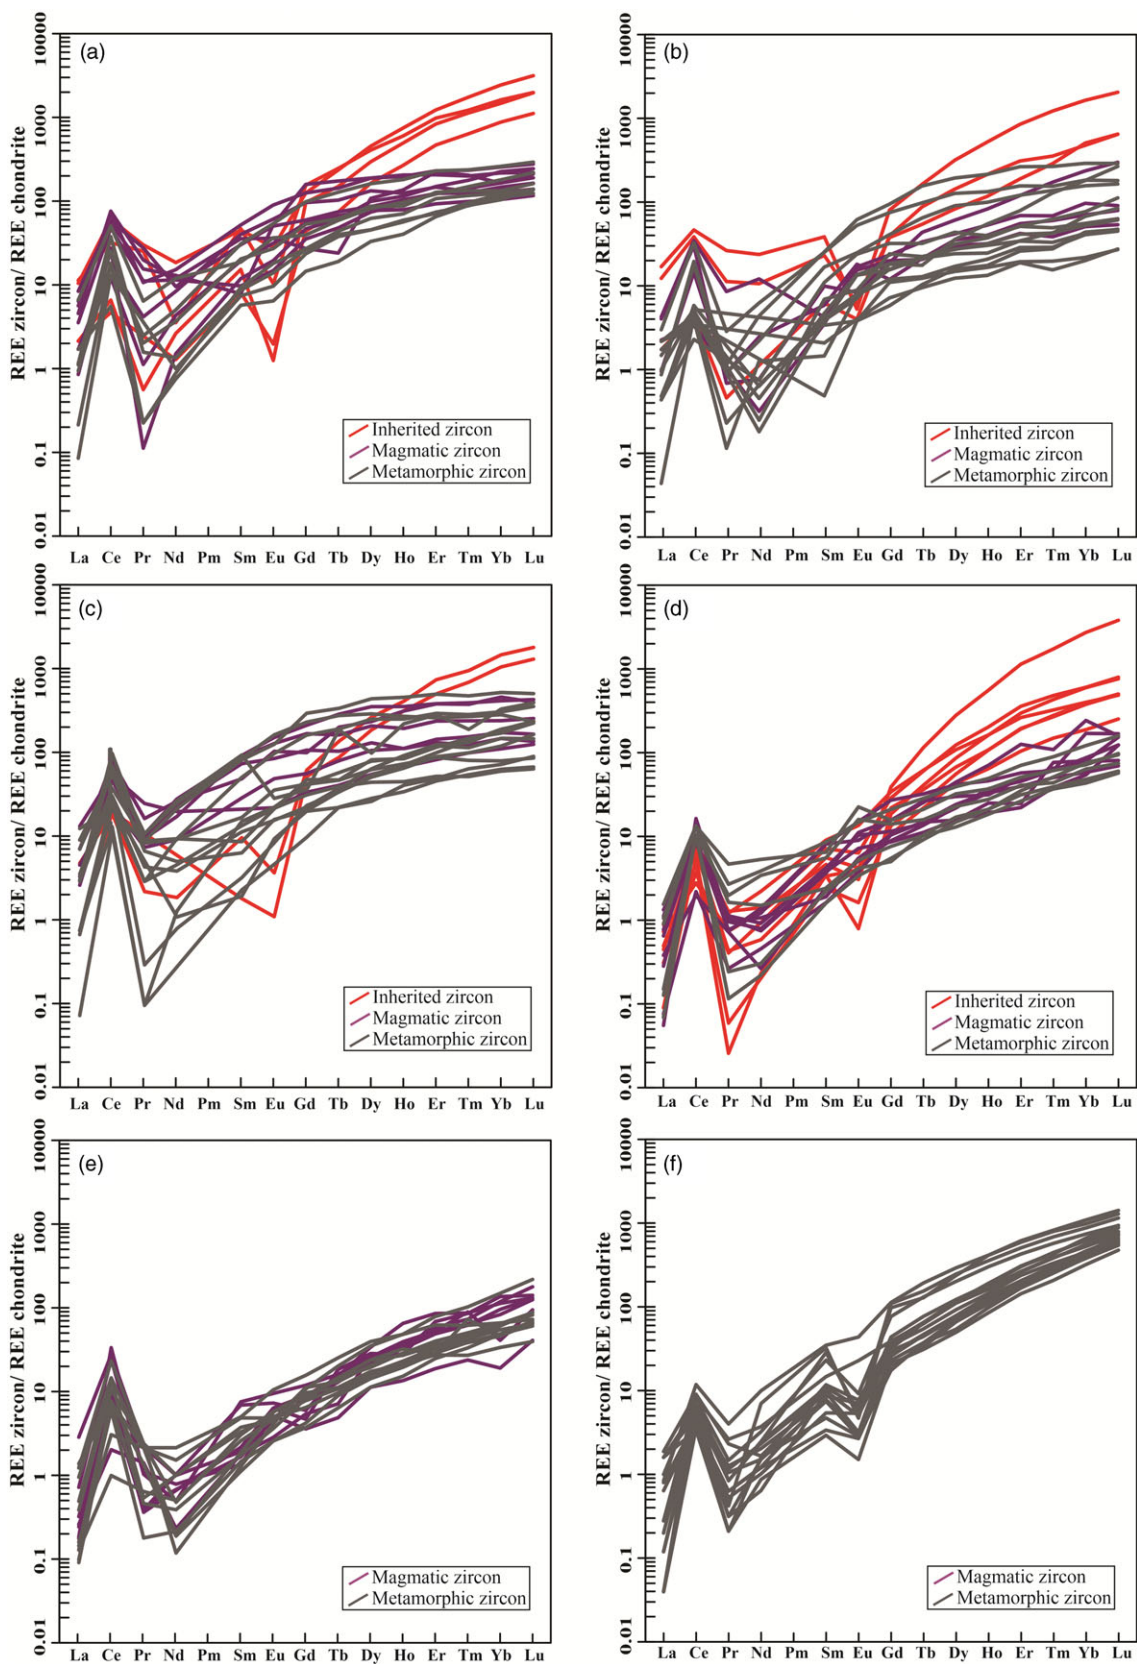 (a)
REE zircon/ REE chondrite
10000
1000
100
10
1
0.1
0.01
Inherited zircon
Magmatic zircon
Metamorphic zircon
La Ce Pr Nd Pm Sm Eu Gd Tb Dy Ho Er Tm Yb Lu
(b)
REE zircon/ REE chondrite
10000
1000
100
10
1
0.1
0.01
Inherited zircon
Magmatic zircon
Metamorphic zircon
La Ce Pr Nd Pm Sm Eu Gd Tb Dy Ho Er Tm Yb Lu
(c)
REE zircon/ REE chondrite
10000
1000
100
10
1
0.1
0.01
Inherited zircon
Magmatic zircon
Metamorphic zircon
La Ce Pr Nd Pm Sm Eu Gd Tb Dy Ho Er Tm Yb Lu
(d)
REE zircon/ REE chondrite
10000
1000
100
10
1
0.1
0.01
Inherited zircon
Magmatic zircon
Metamorphic zircon
La Ce Pr Nd Pm Sm Eu Gd Tb Dy Ho Er Tm Yb Lu
(e)
REE zircon/ REE chondrite
10000
1000
100
10
1
0.1
0.01
Magmatic zircon
Metamorphic zircon
La Ce Pr Nd Pm Sm Eu Gd Tb Dy Ho Er Tm Yb Lu
(f)
REE zircon/ REE chondrite
10000
1000
100
10
1
0.1
0.01
Magmatic zircon
Metamorphic zircon
La Ce Pr Nd Pm Sm Eu Gd Tb Dy Ho Er Tm Yb Lu